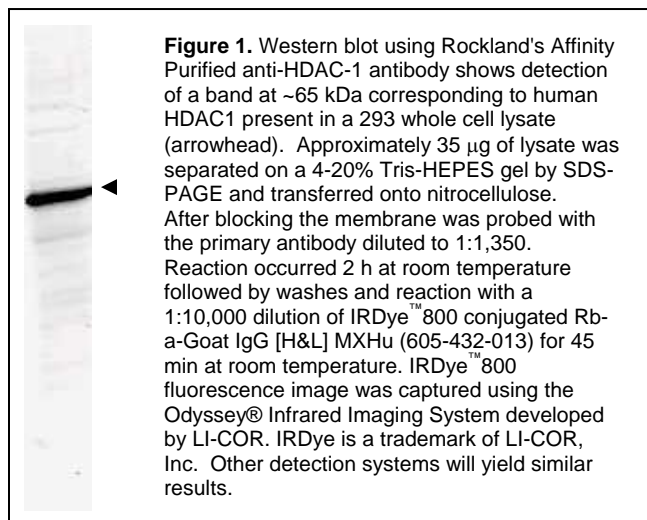 Figure 1. Western blot using Rockland's Affinity
Purified anti-HDAC-1 antibody shows detection
of a band at ~65 kDa corresponding to human
HDAC1 present in a 293 whole cell lysate
(arrowhead).  Approximately 35 μg of lysate was
separated on a 4-20% Tris-HEPES gel by SDS-
PAGE and transferred onto nitrocellulose.
After blocking the membrane was probed with
the primary antibody diluted to 1:1,350.
Reaction occurred 2 h at room temperature
followed by washes and reaction with a
1:10,000 dilution of IRDye™800 conjugated Rb-
a-Goat IgG [H&L] MXHu (605-432-013) for 45
min at room temperature. IRDye™800
fluorescence image was captured using the
Odyssey® Infrared Imaging System developed
by LI-COR. IRDye is a trademark of LI-COR,
Inc.  Other detection systems will yield similar
results.